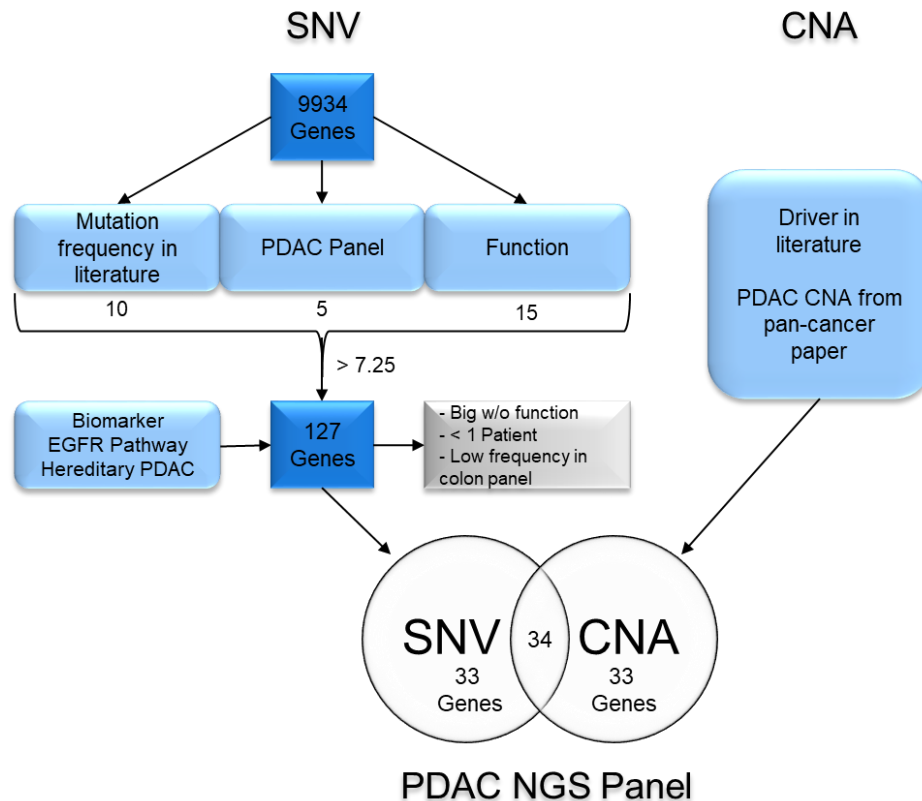 SNV
CNA
9934
Genes
Mutation
frequency in
literature
PDAC Panel
Function
Driver in
literature
PDAC CNA from
pan-cancer
paper
10
5
15
> 7.25
Biomarker
EGFR Pathway
Hereditary PDAC
127
Genes
- Big w/o function
- < 1 Patient
- Low frequency in
colon panel
SNV
33
Genes
34
CNA
33
Genes
PDAC NGS Panel